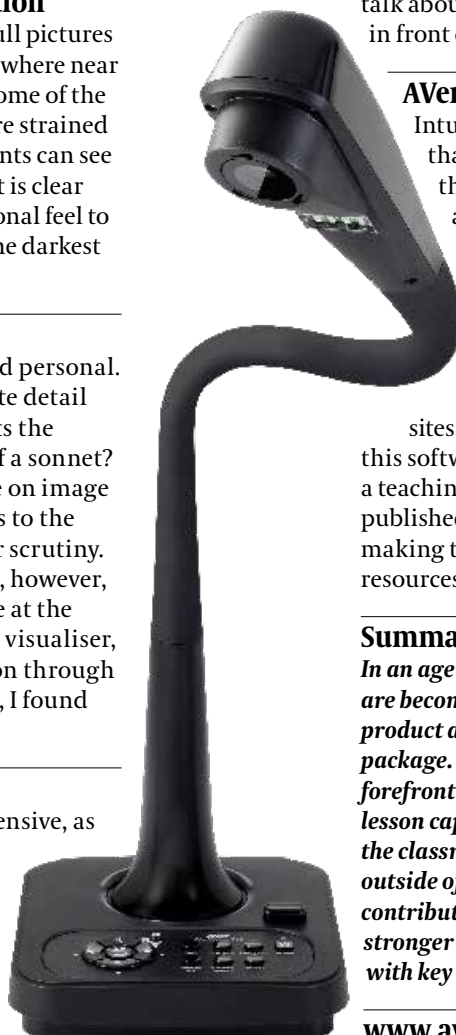 tion
ull pictures
where near
ome of the
re strained
nts can see
t is clear
onal feel to
ne darkest
d personal.
te detail
ts the
f a sonnet?
e on image
s to the
r scrutiny.
, however,
e at the
visualiser,
on through
, I found
ensive, as
talk abou
in front o
AVer
Intu
tha
th
a
sites
this softw
a teachin
published
making t
resources
Summa
In an age
are becom
product a
package.
forefront
lesson cap
the classr
outside of
contribut
stronger
with key
www.av